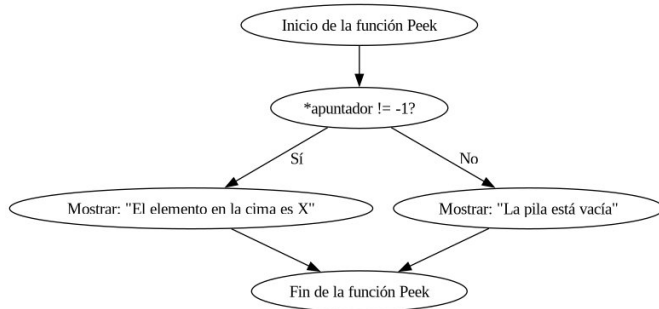 Inicio de la función Peek
*apuntador != -1?
Sí
No
Mostrar: "El elemento en la cima es X"
Mostrar: "La pila está vacía"
Fin de la función Peek